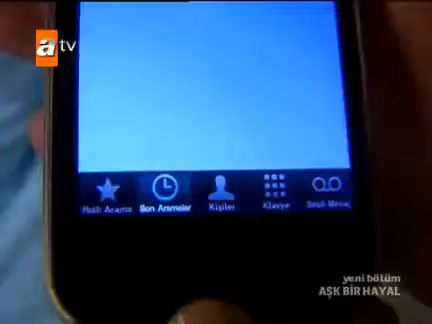 atv
Hızlı Arama
Son Aramalar
Kişiler
Klavye
Sesli Mesaj
yeni bölüm
AŞK BİR HAYAL